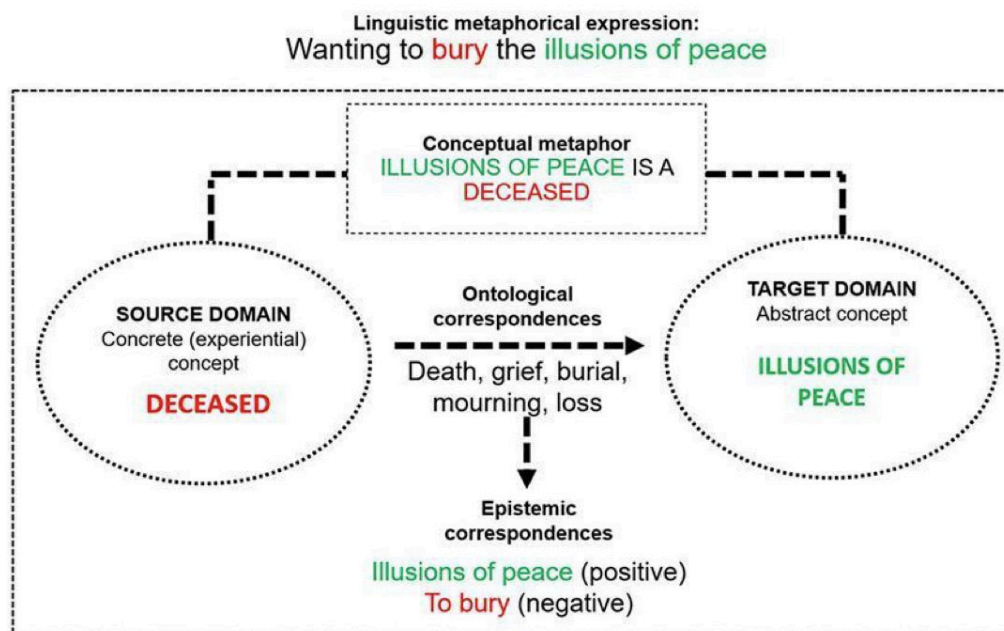 Linguistic metaphorical expression:
Wanting to bury the illusions of peace
Conceptual metaphor
ILLUSIONS OF PEACE IS A
DECEASED
SOURCE DOMAIN
Concrete (experiential)
concept
DECEASED
Ontological
correspondences
Death, grief, burial,
mourning, loss
TARGET DOMAIN
Abstract concept
ILLUSIONS OF
PEACE
Epistemic
correspondences
Illusions of peace (positive)
To bury (negative)